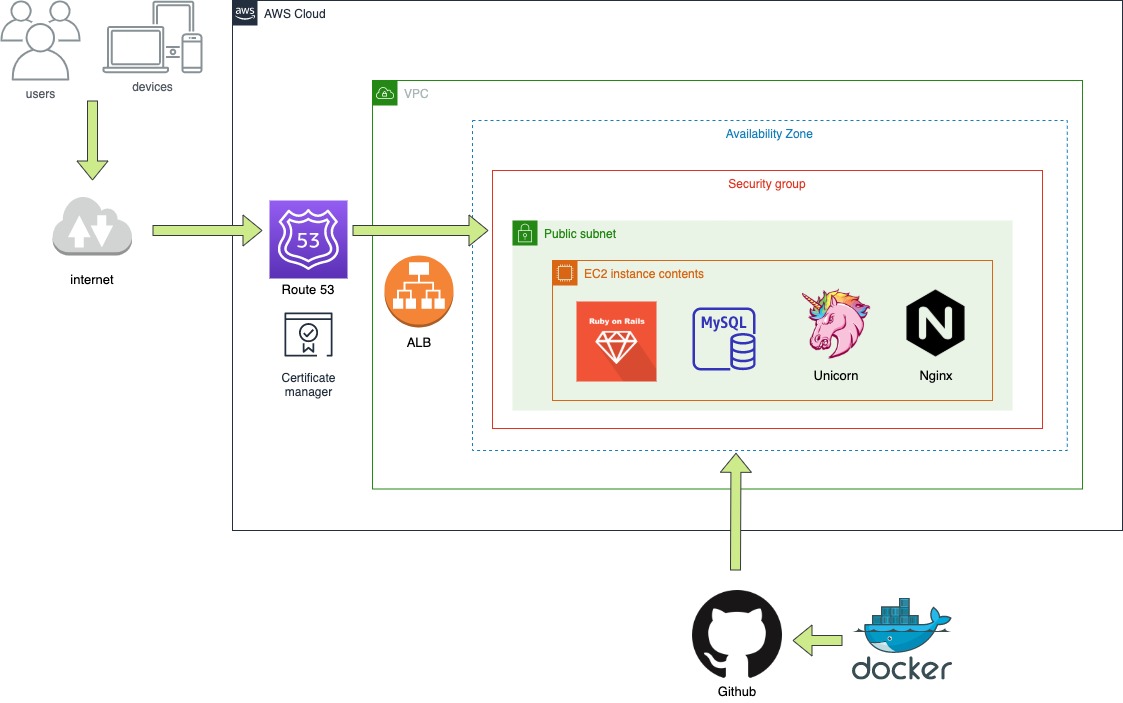 aws
AWS Cloud
users
devices
VPC
Availability Zone
Security group
Public subnet
EC2 instance contents
53
internet
Route 53
ALB
Certificate
manager
Ruby on Rails
MySQL
Unicorn
N
Nginx
Github
docker